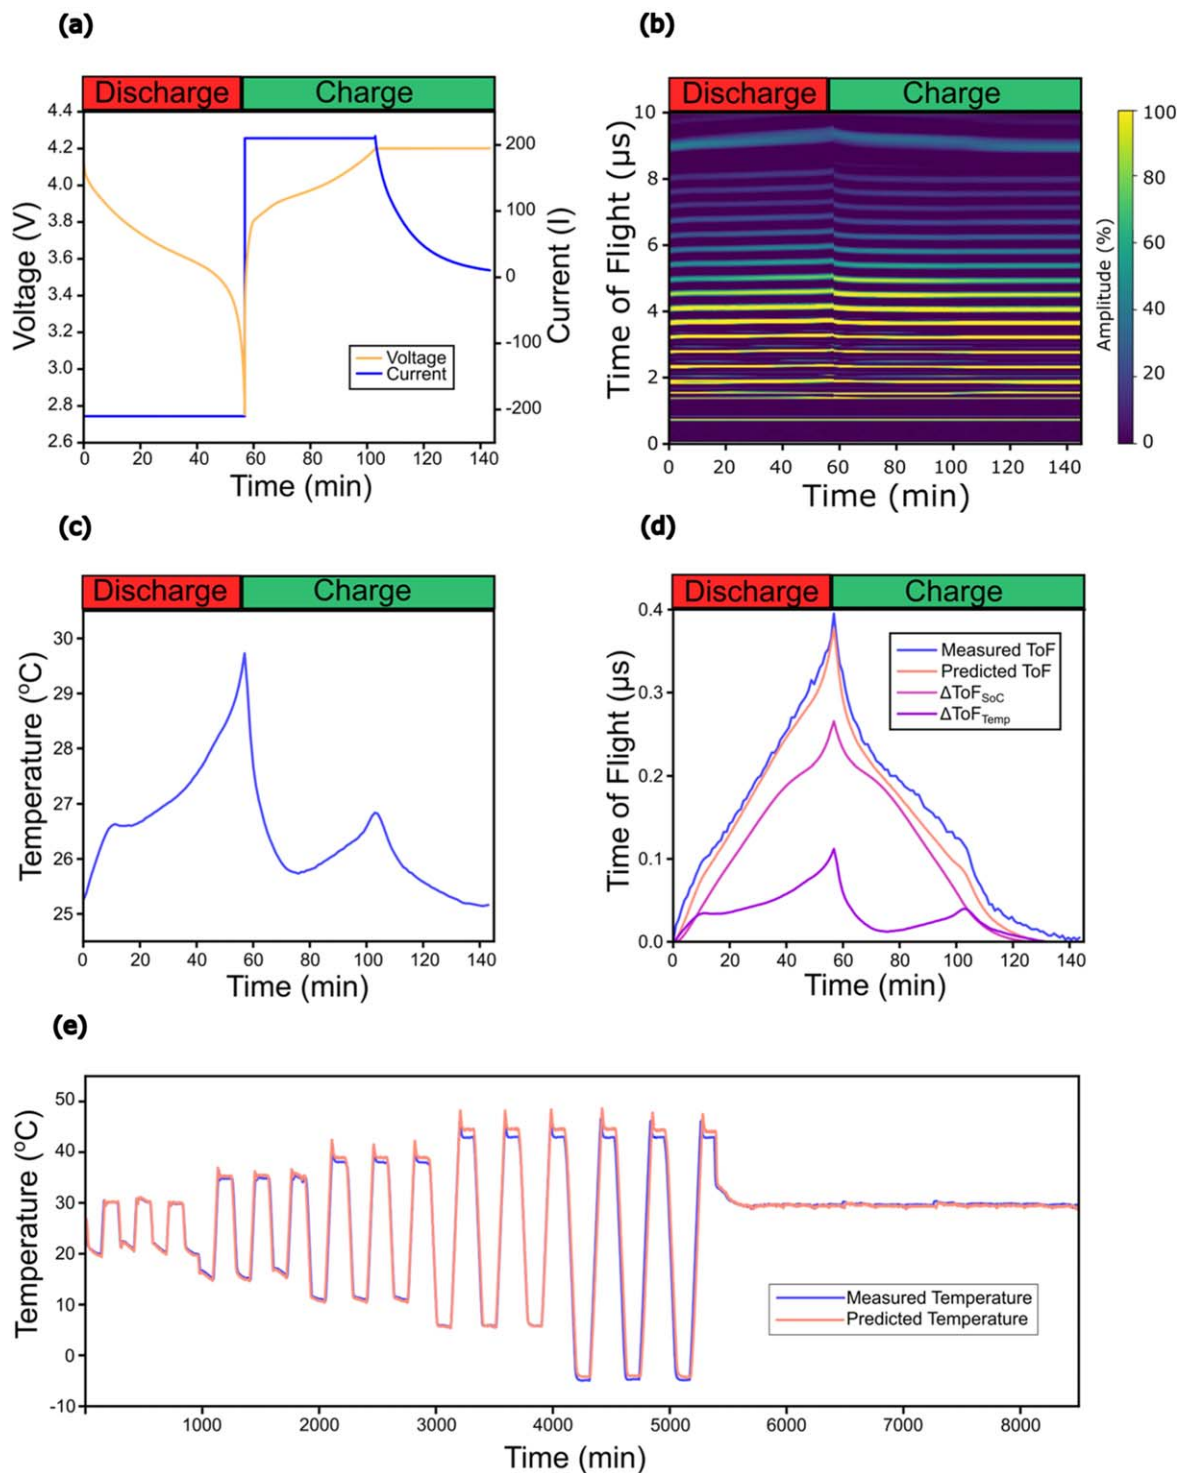 (a)
Discharge Charge
4.4
4.2
4.0
3.8
3.6
3.4
3.2
3.0
2.8
2.6
Voltage (V)
200
100
0
-100
-200
Current (I)
Voltage
Current
0 20 40 60 80 100 120 140
Time (min)
(b)
Discharge Charge
10
8
6
4
2
0
Time of Flight (µs)
100
80
60
40
20
0
Amplitude (%)
0 20 40 60 80 100 120 140
Time (min)
(c)
Discharge Charge
30
29
28
27
26
25
Temperature (ºC)
0 20 40 60 80 100 120 140
Time (min)
(d)
Discharge Charge
0.4
0.3
0.2
0.1
0.0
Time of Flight (µs)
Measured ToF
Predicted ToF
ΔToFSoC
ΔToFTemp
0 20 40 60 80 100 120 140
Time (min)
(e)
50
40
30
20
10
0
-10
Temperature (ºC)
Measured Temperature
Predicted Temperature
1000 2000 3000 4000 5000 6000 7000 8000
Time (min)